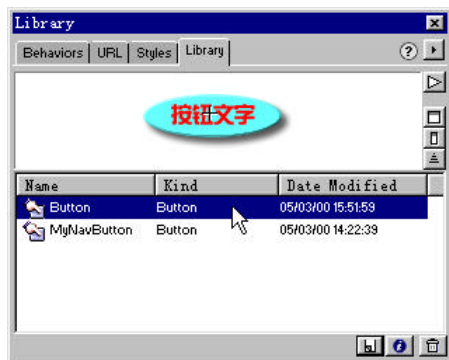 Library
Behaviors URL Styles Library
按钮文字
Name Kind Date Modified
Button Button 05/03/00 15:51:59
MyNavButton Button 05/03/00 14:22:39